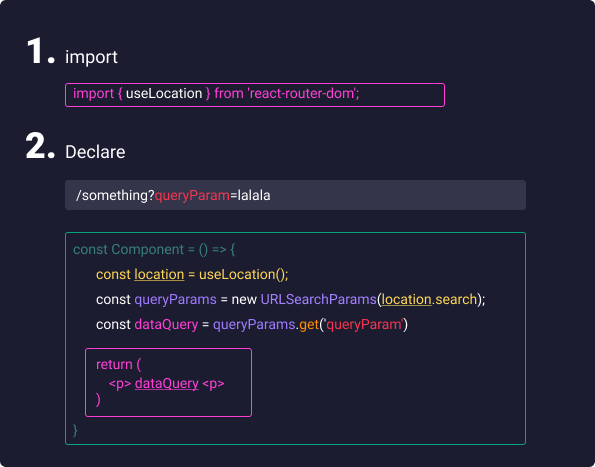 1. import
import { useLocation } from 'react-router-dom';
2. Declare
/something?queryParam=lalala
const Component = () => {
const location = useLocation();
const queryParams = new URLSearchParams(location.search);
const dataQuery = queryParams.get('queryParam')
return (
<p> dataQuery <p>
)
}